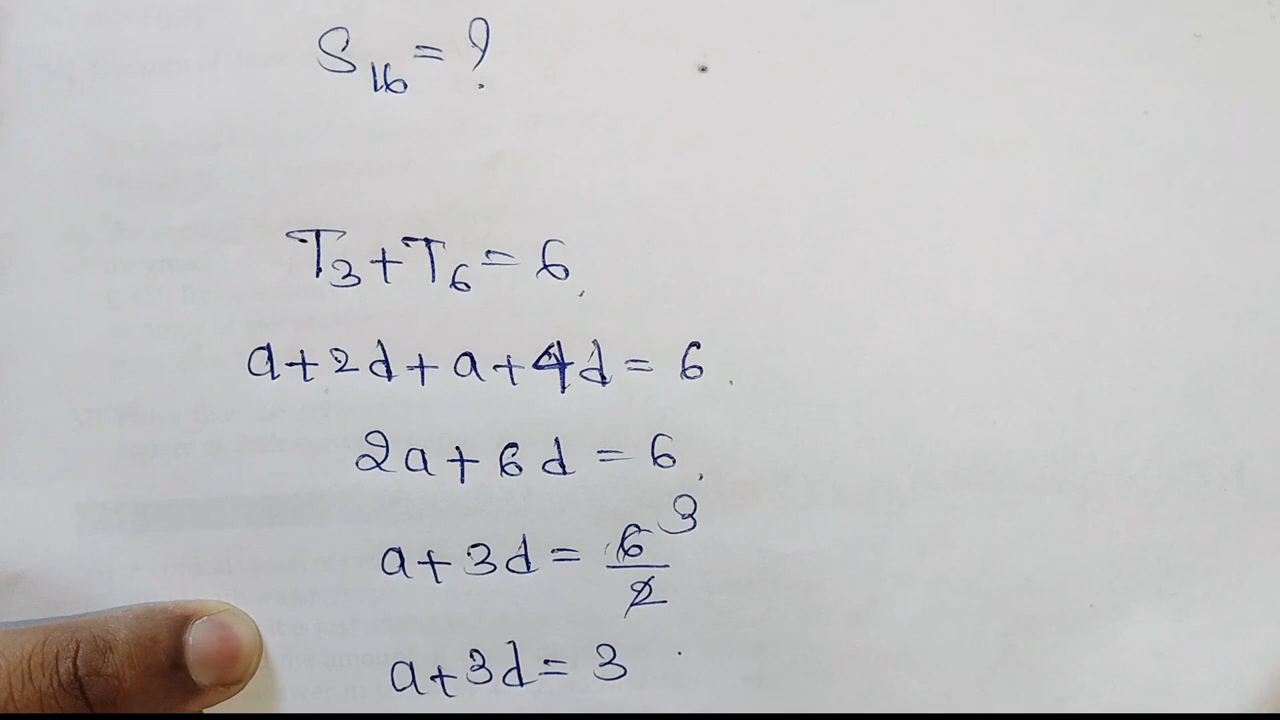 S₁₆ = ?
T₃ + T₆ = 6
a + 2d + a + 4d = 6
2a + 6d = 6
a + 3d = 6/2 3
a + 3d = 3